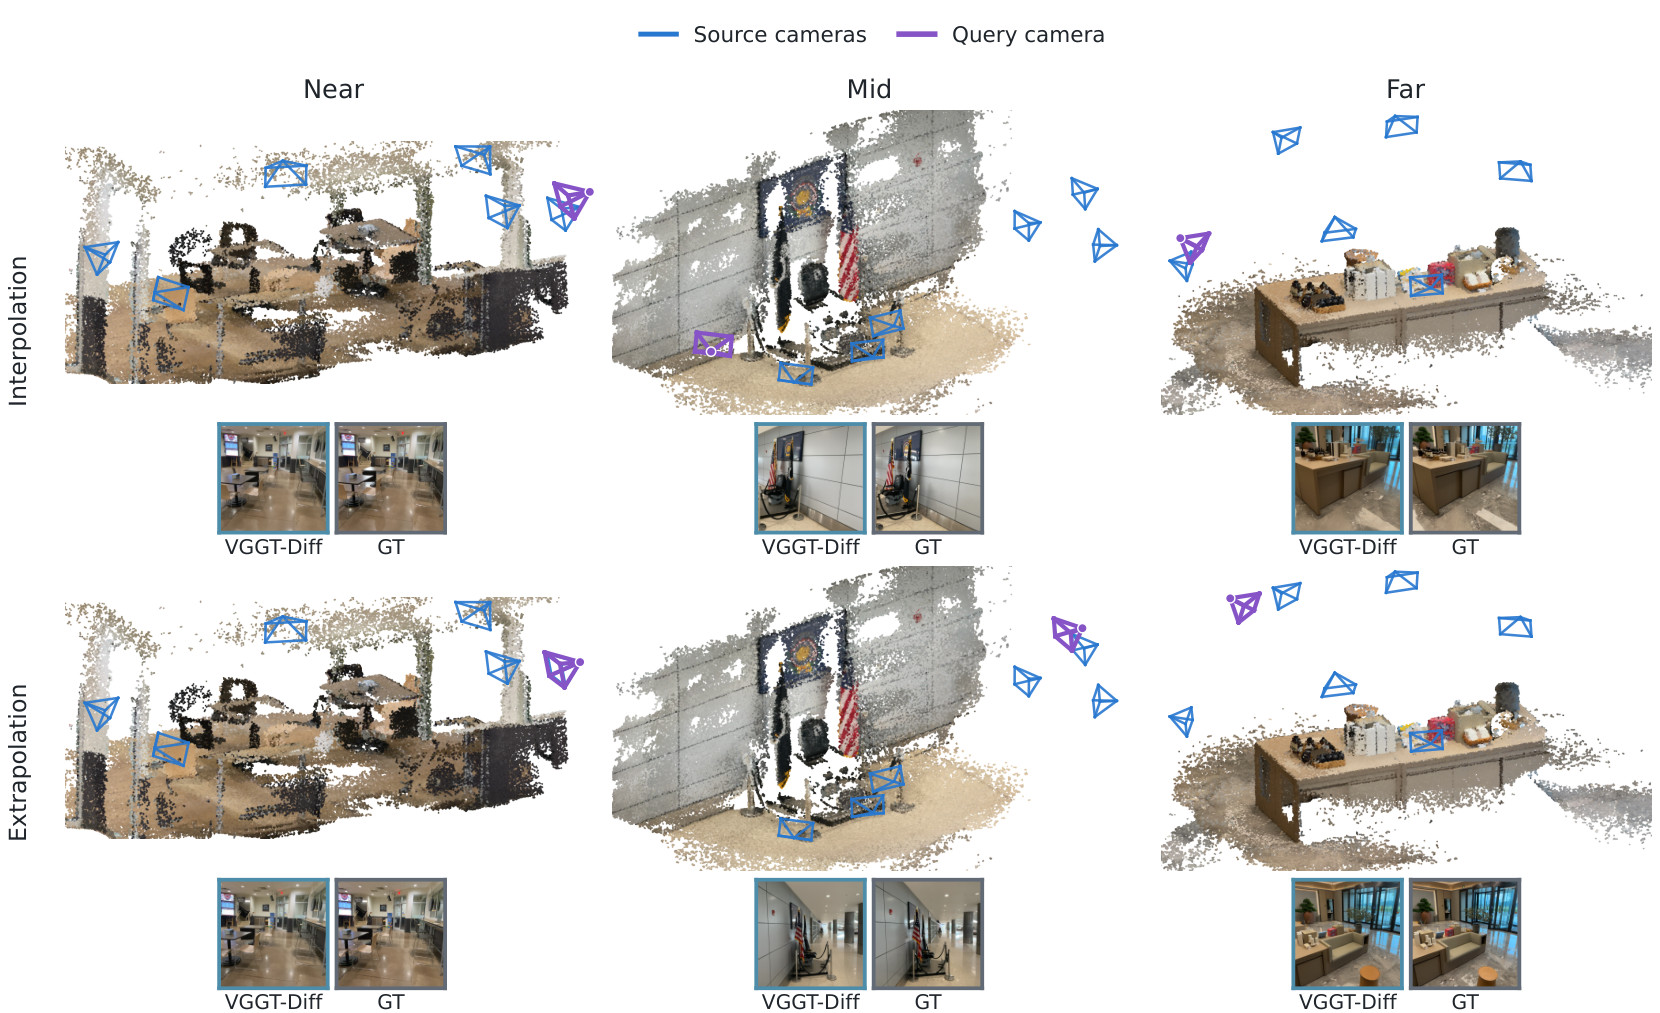 Source cameras Query camera
Near Mid Far
Interpolation
VGGT-Diff GT VGGT-Diff GT VGGT-Diff GT
Extrapolation
VGGT-Diff GT VGGT-Diff GT VGGT-Diff GT